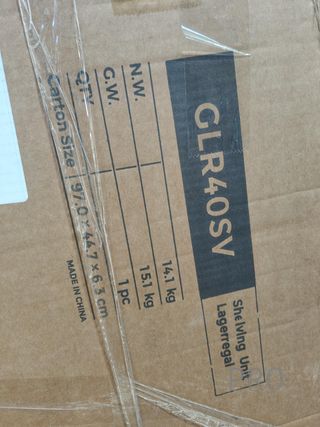 GLR40SV
Shelving Unit
Lagerregal
N.W. 14.1 kg
G.W. 15.1 kg
QTY. 1 pc
Carton Size 97.0 x 44.7 x 6.3 cm
MADE IN CHINA